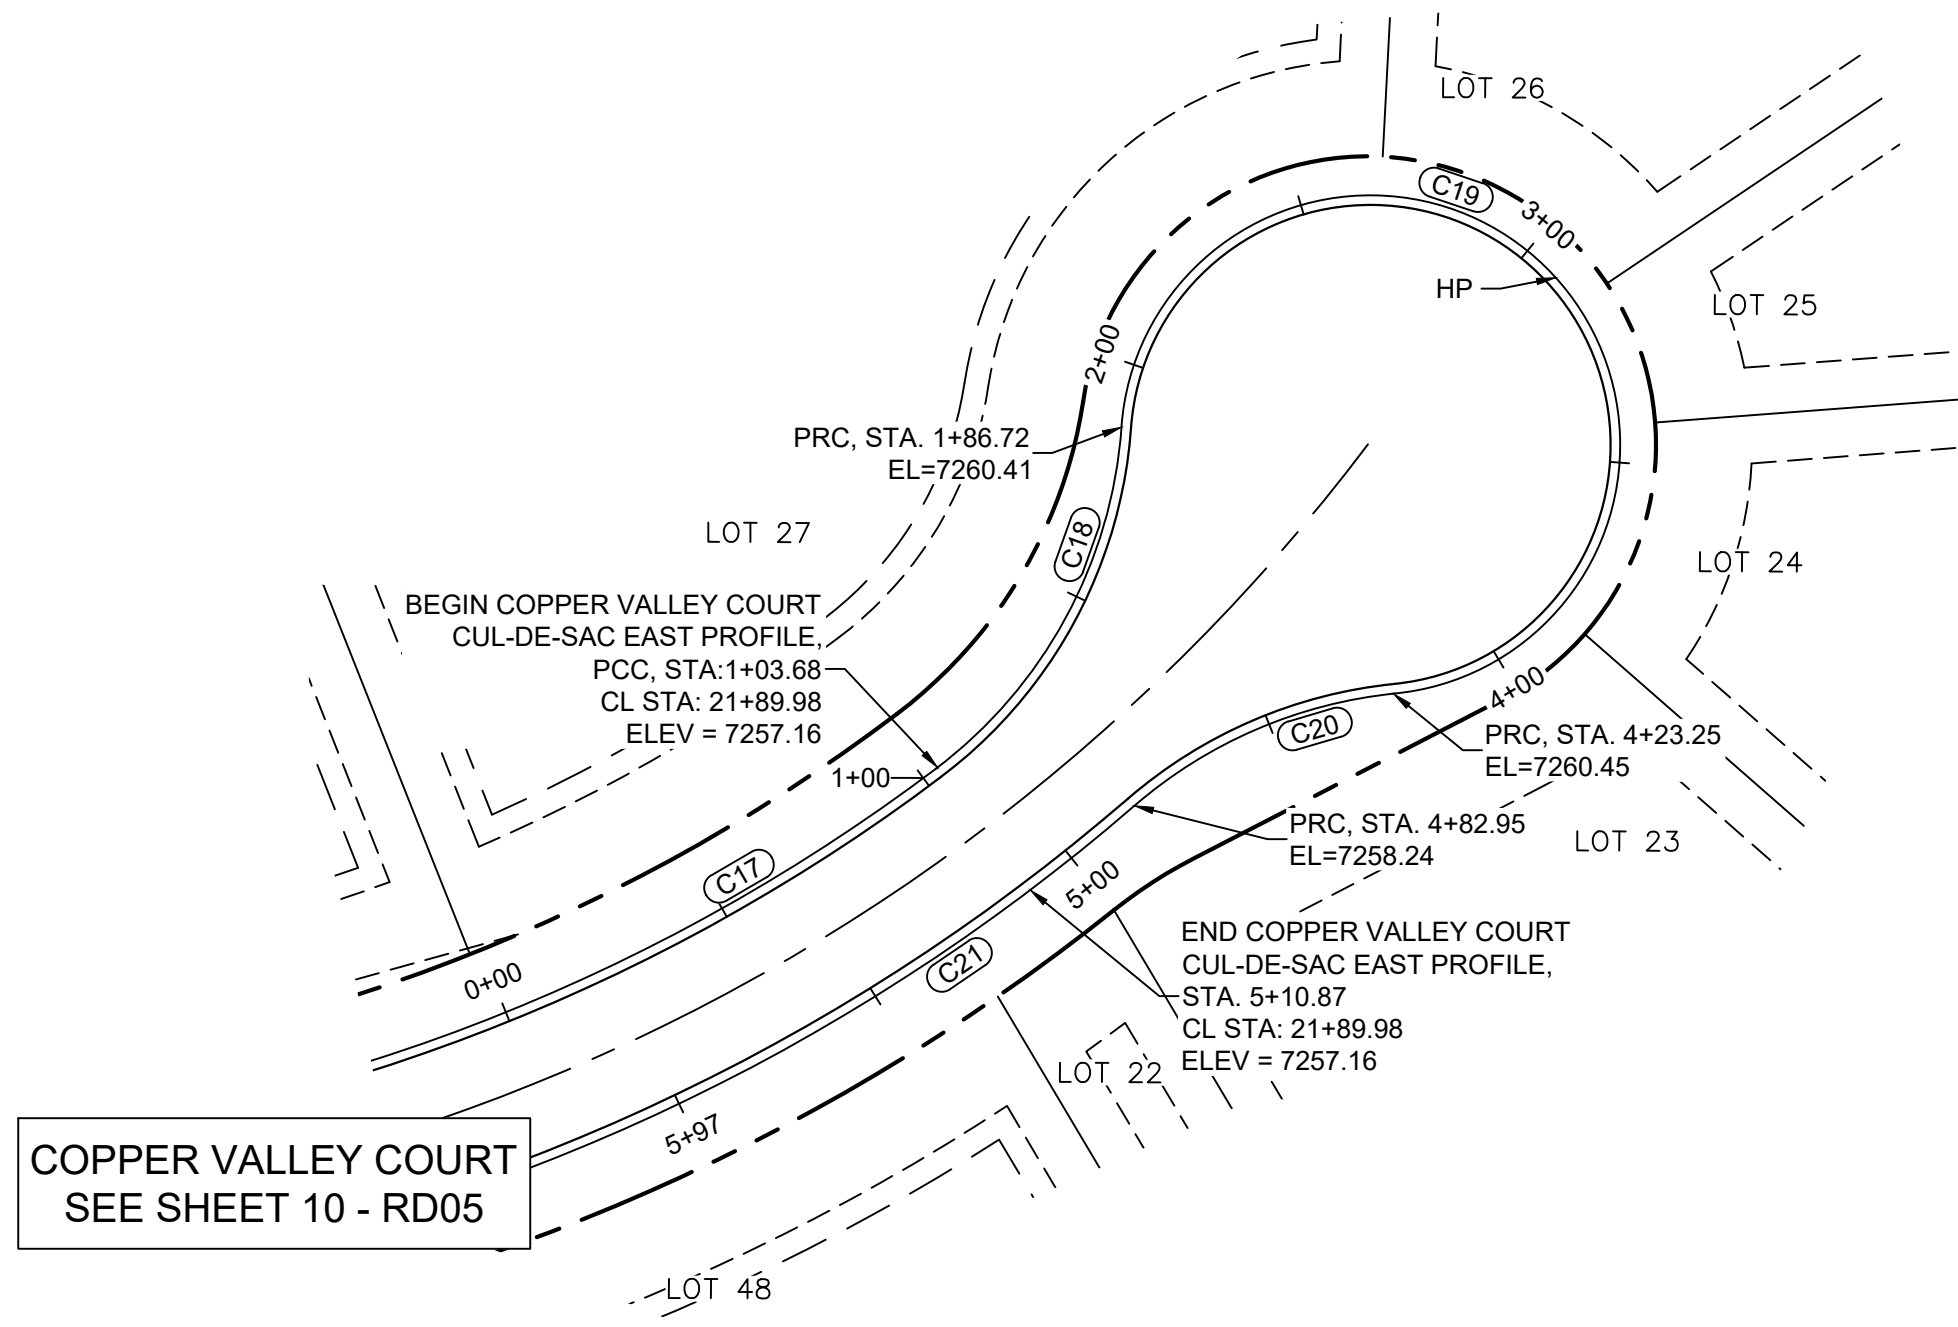 LOT 26
C19
3+00
HP
LOT 25
2+00
PRC, STA. 1+86.72
EL=7260.41
LOT 27
C18
LOT 24
BEGIN COPPER VALLEY COURT
CUL-DE-SAC EAST PROFILE,
PCC, STA:1+03.68
CL STA: 21+89.98
ELEV = 7257.16
1+00
4+00
C20
PRC, STA. 4+23.25
EL=7260.45
PRC, STA. 4+82.95
EL=7258.24
LOT 23
C17
5+00
C21
0+00
END COPPER VALLEY COURT
CUL-DE-SAC EAST PROFILE,
STA. 5+10.87
CL STA: 21+89.98
ELEV = 7257.16
LOT 22
5+97
COPPER VALLEY COURT
SEE SHEET 10 - RD05
LOT 48